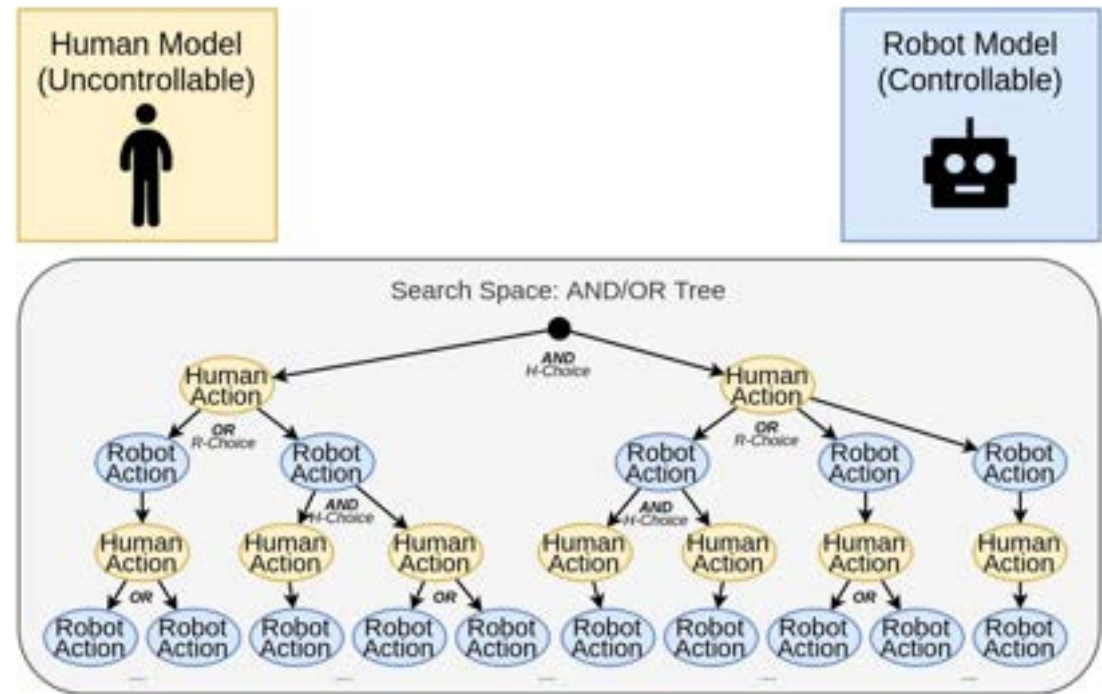 Human Model
(Uncontrollable)
Robot Model
(Controllable)
Search Space: AND/OR Tree
AND
H-Choice
Human
Action
Human
Action
OR
R-Choice
OR
R-Choice
Robot
Action
Robot
Action
Robot
Action
Robot
Action
Robot
Action
AND
H-Choice
AND
H-Choice
Human
Action
Human
Action
Human
Action
Human
Action
Human
Action
Human
Action
Human
Action
OR
OR
OR
Robot
Action
Robot
Action
Robot
Action
Robot
Action
Robot
Action
Robot
Action
Robot
Action
Robot
Action
Robot
Action
Robot
Action
... ... ... ... ...